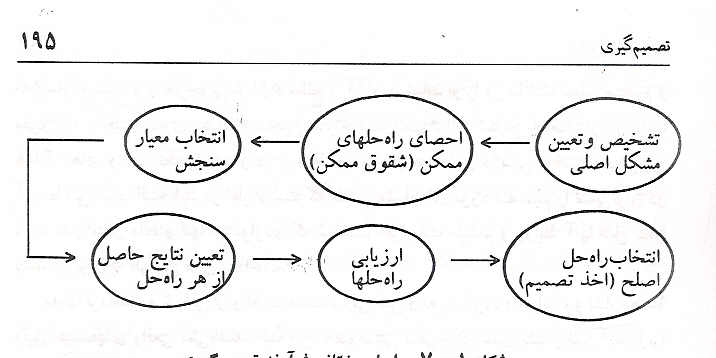 تصمیم‌گیری
۱۹۵
تشخیص و تعیین
مشکل اصلی
احصای راه‌حلهای
ممکن (شقوق ممکن)
انتخاب معیار
سنجش
تعیین نتایج حاصل
از هر راه‌حل
ارزیابی
راه‌حلها
انتخاب راه‌حل
اصلح (اخذ تصمیم)